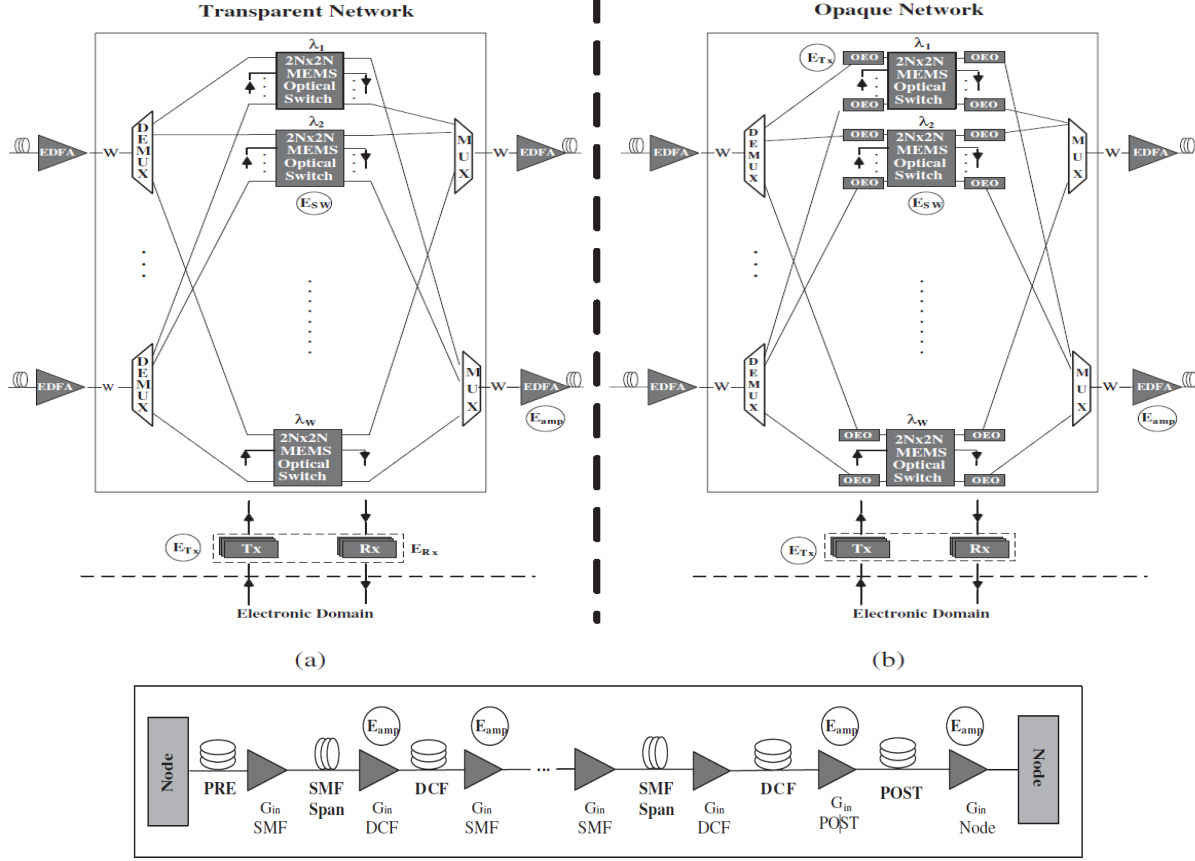 Transparent Network
λ1
2Nx2N
MEMS
Optical
Switch
λ2
2Nx2N
MEMS
Optical
Switch
ESW
DEMUX
MUX
EDFA
W
W
EDFA
DEMUX
MUX
EDFA
W
W
EDFA
Eamp
λW
2Nx2N
MEMS
Optical
Switch
ETx
Tx
Rx
ERx
Electronic Domain
(a)
Opaque Network
ETx
λ1
OEO
2Nx2N
MEMS
Optical
Switch
OEO
OEO
OEO
λ2
OEO
2Nx2N
MEMS
Optical
Switch
OEO
OEO
OEO
ESW
DEMUX
MUX
EDFA
W
W
EDFA
DEMUX
MUX
EDFA
W
W
EDFA
Eamp
λW
OEO
2Nx2N
MEMS
Optical
Switch
OEO
OEO
OEO
ETx
Tx
Rx
Electronic Domain
(b)
Eamp
Eamp
Eamp
Eamp
Node
PRE
SMF
Span
DCF
...
SMF
Span
DCF
POST
Node
Gin
SMF
Gin
DCF
Gin
SMF
Gin
SMF
Gin
DCF
Gin
POST
Gin
Node